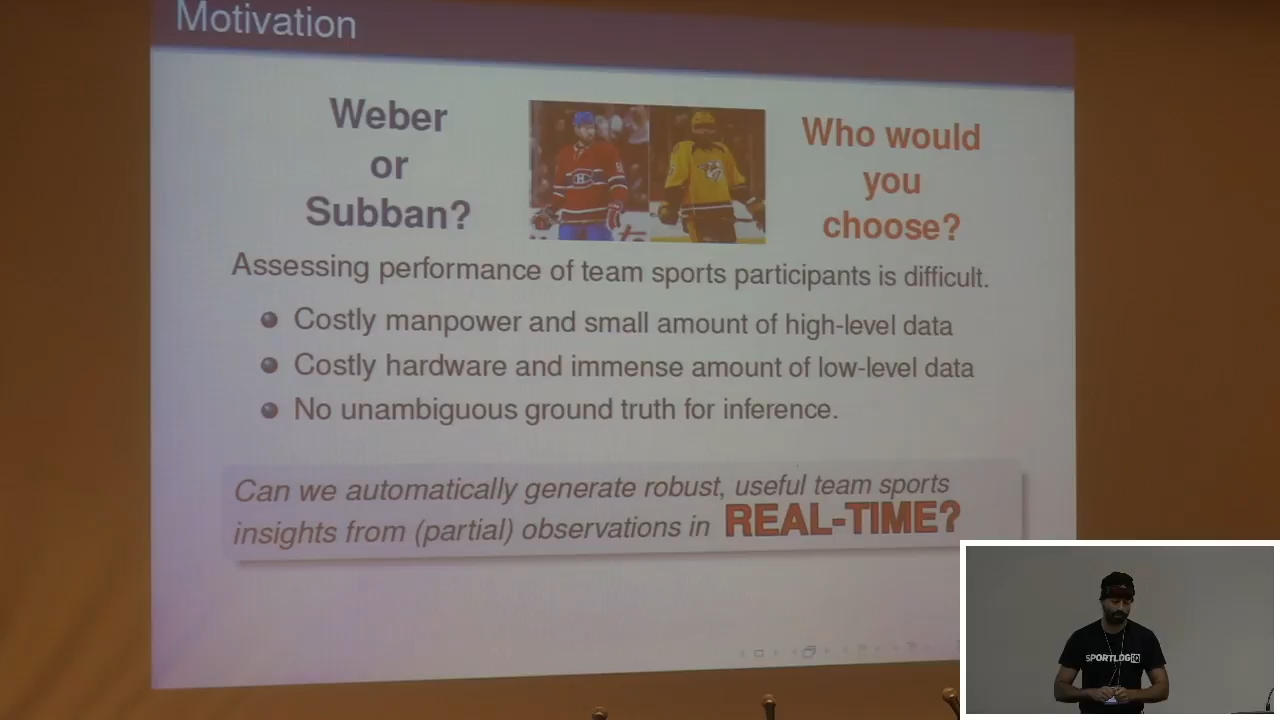 Motivation
Weber
or
Subban?
Who would
you
choose?
Assessing performance of team sports participants is difficult.
Costly manpower and small amount of high-level data
Costly hardware and immense amount of low-level data
No unambiguous ground truth for inference.
Can we automatically generate robust, useful team sports
insights from (partial) observations in REAL-TIME?
SPORTLOGiQ